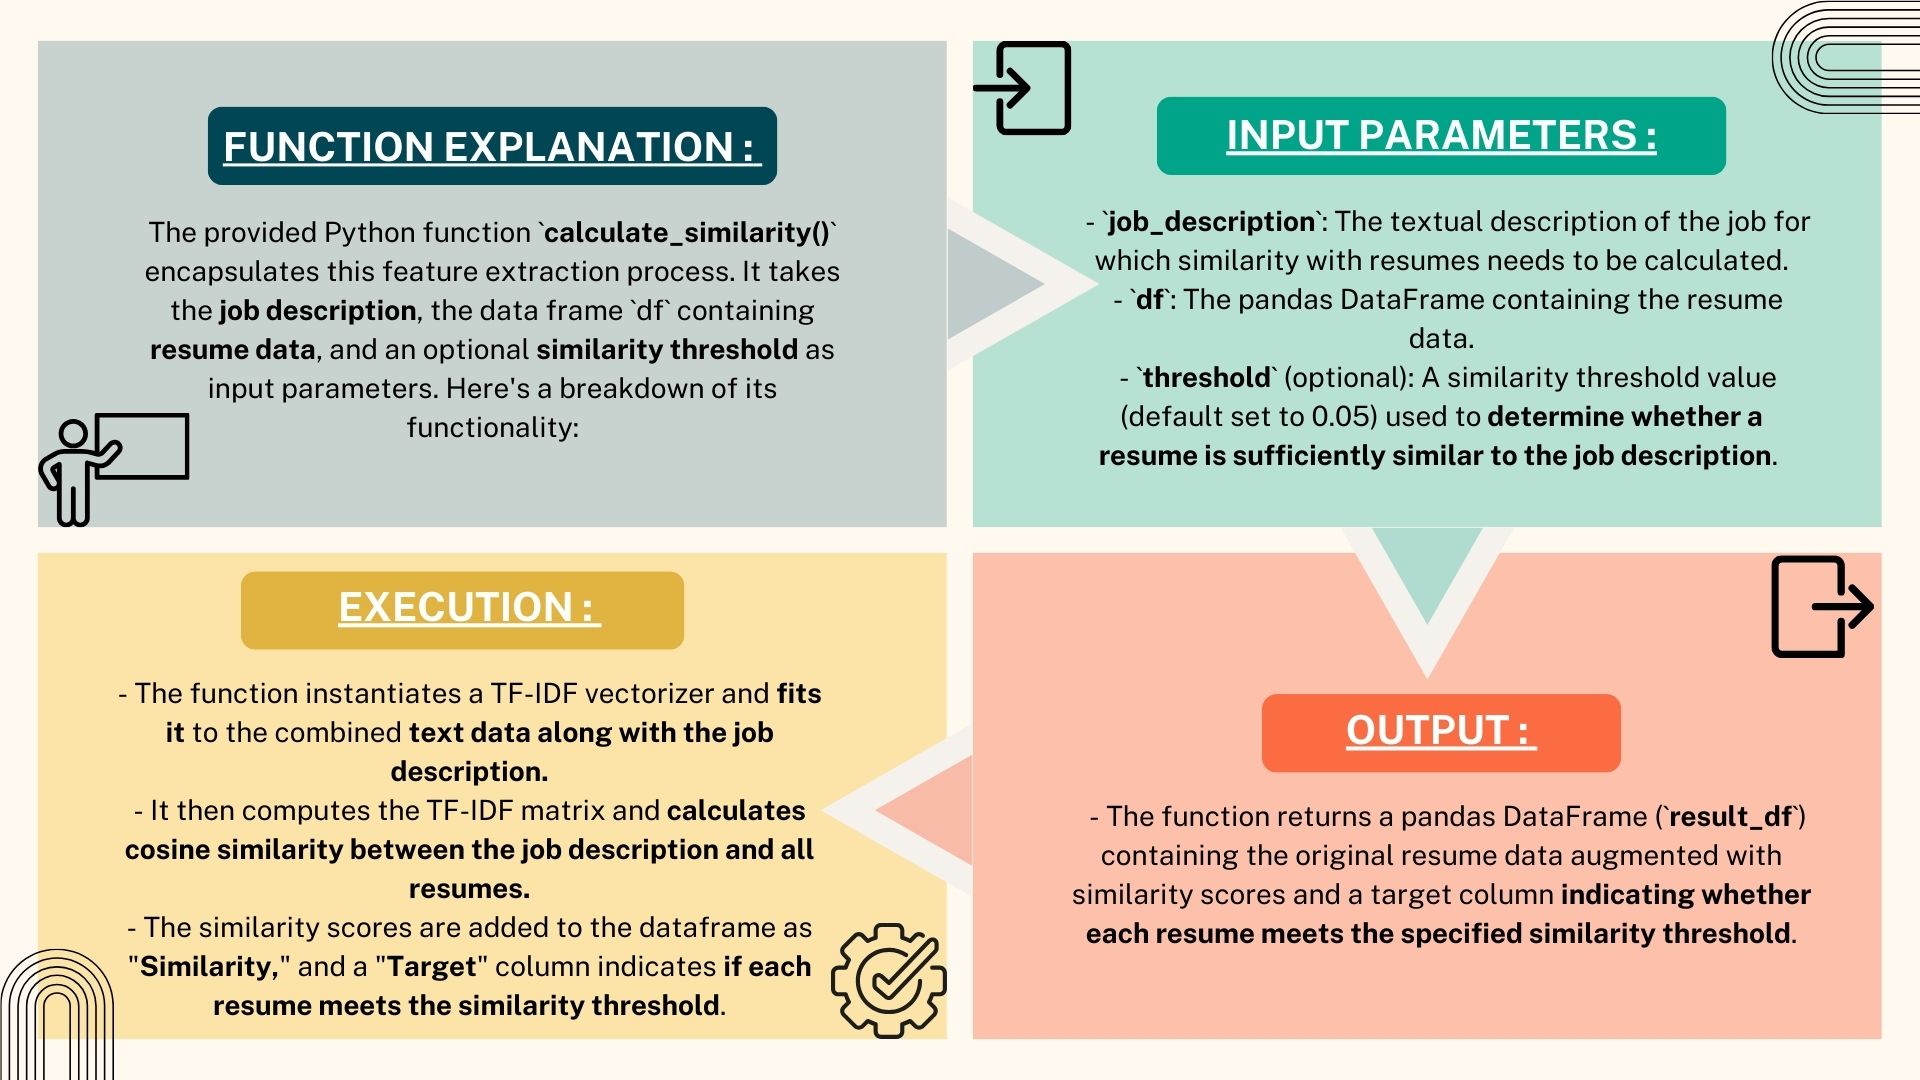 FUNCTION EXPLANATION :
The provided Python function `calculate_similarity()`
encapsulates this feature extraction process. It takes
the job description, the data frame `df` containing
resume data, and an optional similarity threshold as
input parameters. Here's a breakdown of its
functionality:
INPUT PARAMETERS :
- `job_description`: The textual description of the job for
which similarity with resumes needs to be calculated.
- `df`: The pandas DataFrame containing the resume
data.
- `threshold` (optional): A similarity threshold value
(default set to 0.05) used to determine whether a
resume is sufficiently similar to the job description.
OUTPUT :
- The function returns a pandas DataFrame (`result_df`)
containing the original resume data augmented with
similarity scores and a target column indicating whether
each resume meets the specified similarity threshold.
EXECUTION :
- The function instantiates a TF-IDF vectorizer and fits
it to the combined text data along with the job
description.
- It then computes the TF-IDF matrix and calculates
cosine similarity between the job description and all
resumes.
- The similarity scores are added to the dataframe as
"Similarity," and a "Target" column indicates if each
resume meets the similarity threshold.